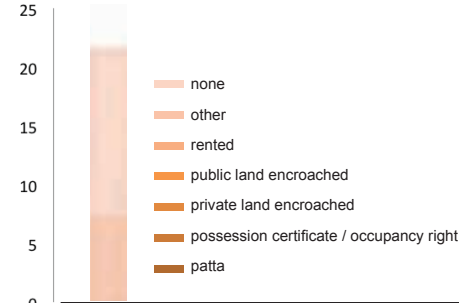 25
20
15
10
5
0
none
other
rented
public land encroached
private land encroached
possession certificate / occupancy right
patta